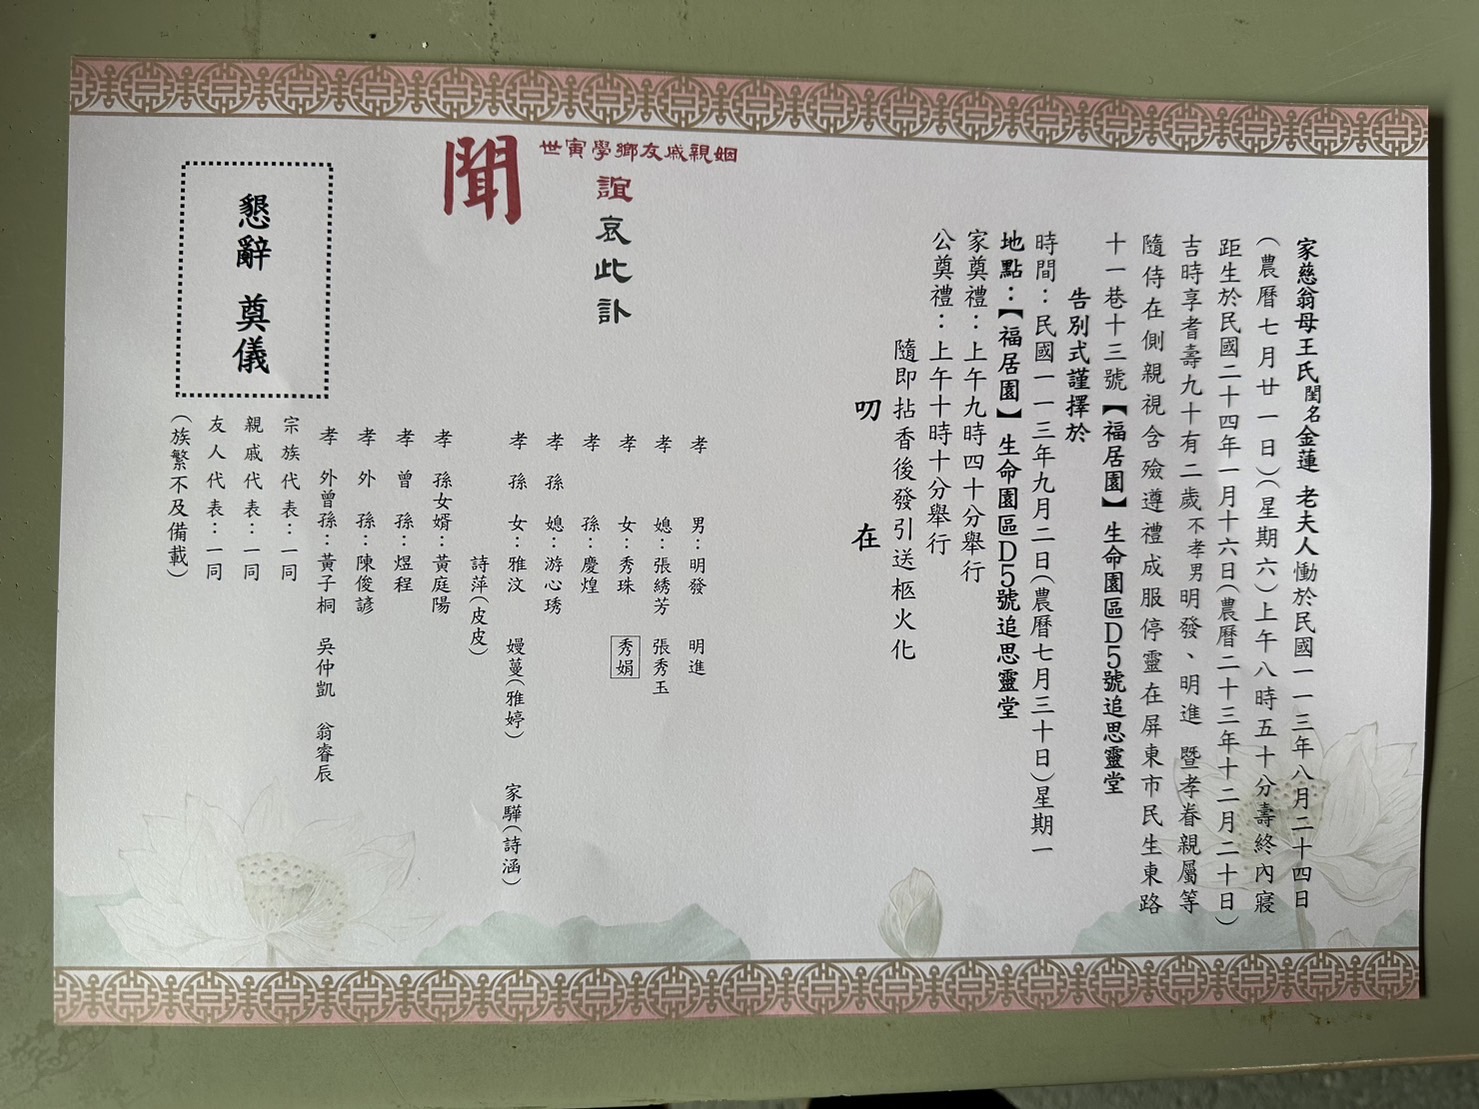 家慈翁母王氏閨名金蓮 老夫人慟於民國一一三年八月二十四日
(農曆七月廿一日)(星期六)上午八時五十分壽終內寢
距生於民國二十四年一月十六日(農曆二十三年十二月二十日)
吉時享耆壽九十有二歲不孝男明發、明進 暨孝眷親屬等
隨侍在側親視含殮遵禮成服停靈在屏東市民生東路
十一巷十三號【福居園】生命園區D5號追思靈堂
告別式謹擇於
時間:民國一一三年九月二日(農曆七月三十日)星期一
地點:【福居園】生命園區D5號追思靈堂
家奠禮:上午九時四十分舉行
公奠禮:上午十時十分舉行
隨即拈香後發引送柩火化
叨 在
姻親戚友鄉學寅世
誼哀此訃
聞
孝 男:明發 明進
孝 媳:張綉芳 張秀玉
孝 女:秀珠 秀娟
孝 孫:慶煌
孝 孫 媳:游心琇
孝 孫 女:雅汶 嫚蔓(雅婷) 家驊(詩涵)
詩萍(皮皮)
孝 孫女婿:黃庭陽
孝 曾 孫:煜程
孝 外 孫:陳俊諺
孝 外曾孫:黃子桐 吳仲凱 翁睿辰
宗族代表:一同
親戚代表:一同
友人代表:一同
(族繁不及備載)
懇辭 奠儀